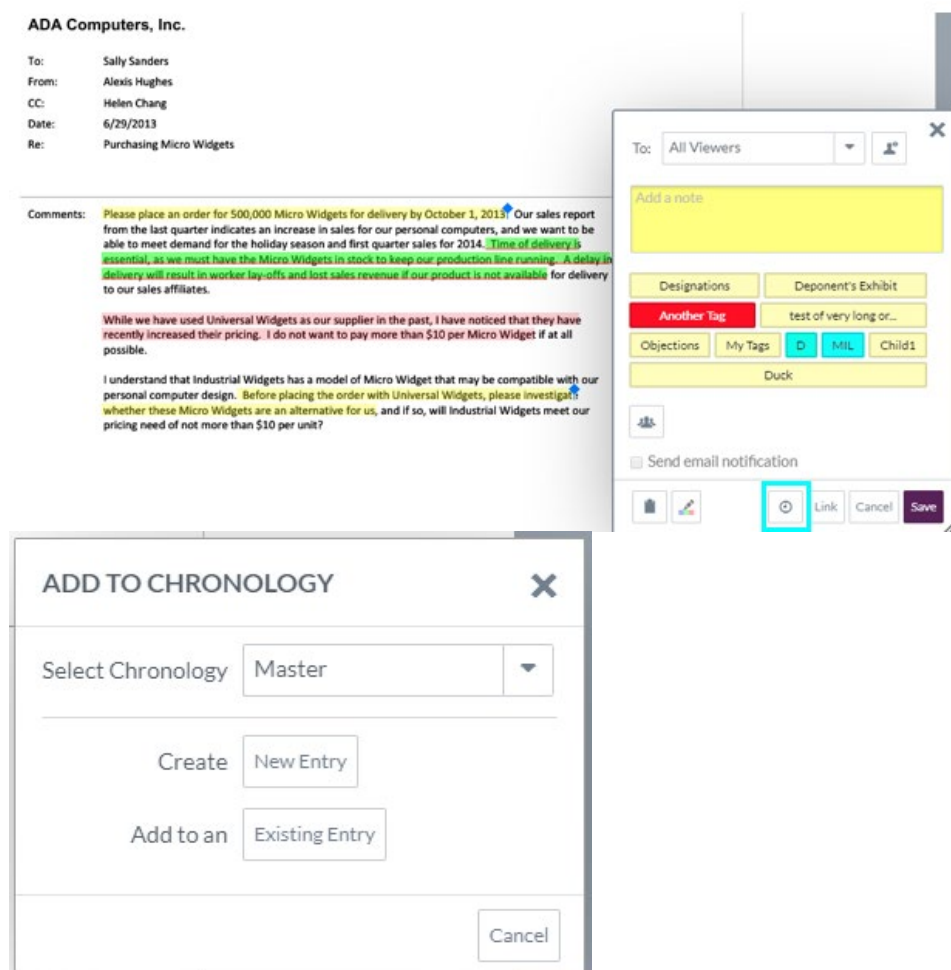 ADA Computers, Inc.
To: Sally Sanders
From: Alexis Hughes
CC: Helen Chang
Date: 6/29/2013
Re: Purchasing Micro Widgets
Comments: Please place an order for 500,000 Micro Widgets for delivery by October 1, 2013. Our sales report
from the last quarter indicates an increase in sales for our personal computers, and we want to be
able to meet demand for the holiday season and first quarter sales for 2014. Time of delivery is
essential, as we must have the Micro Widgets in stock to keep our production line running. A delay in
delivery will result in worker lay-offs and lost sales revenue if our product is not available for delivery
to our sales affiliates.
While we have used Universal Widgets as our supplier in the past, I have noticed that they have
recently increased their pricing. I do not want to pay more than $10 per Micro Widget if at all
possible.
I understand that Industrial Widgets has a model of Micro Widget that may be compatible with our
personal computer design. Before placing the order with Universal Widgets, please investigate
whether these Micro Widgets are an alternative for us, and if so, will Industrial Widgets meet our
pricing need of not more than $10 per unit?
To: All Viewers
Add a note
Designations Deponent's Exhibit
Another Tag test of very long or...
Objections My Tags D MIL Child1
Duck
Send email notification
Link Cancel Save
ADD TO CHRONOLOGY
Select Chronology Master
Create New Entry
Add to an Existing Entry
Cancel